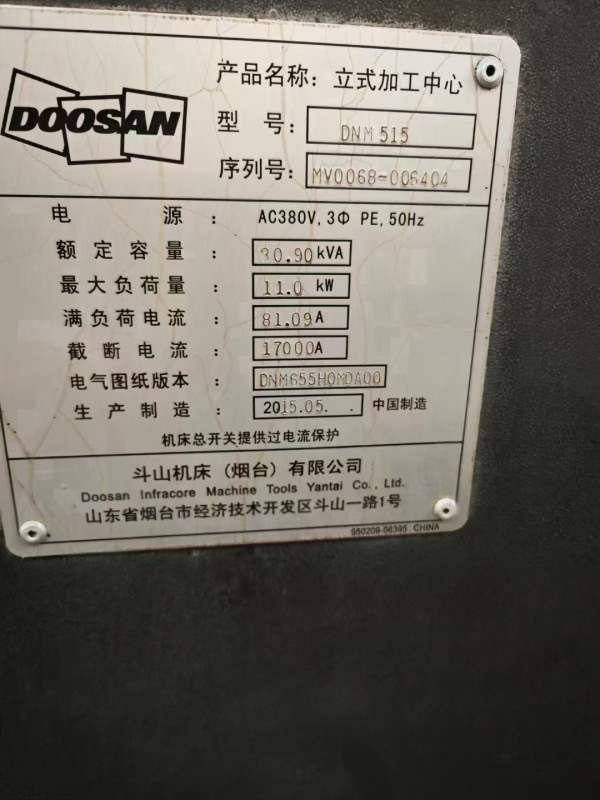 DOOSAN
产品名称：立式加工中心
型号：DNM 515
序列号：MV0068-006404
电源：AC380V, 3Φ PE, 50Hz
额定容量：30.90 kVA
最大负荷量：11.0 kW
满负荷电流：81.09 A
截断电流：17000A
电气图纸版本：DNM655H0MDA00
生产制造：2015.05. . 中国制造
机床总开关提供过电流保护
斗山机床（烟台）有限公司
Doosan Infracore Machine Tools Yantai Co., Ltd.
山东省烟台市经济技术开发区斗山一路1号
950209-06395 CHINA